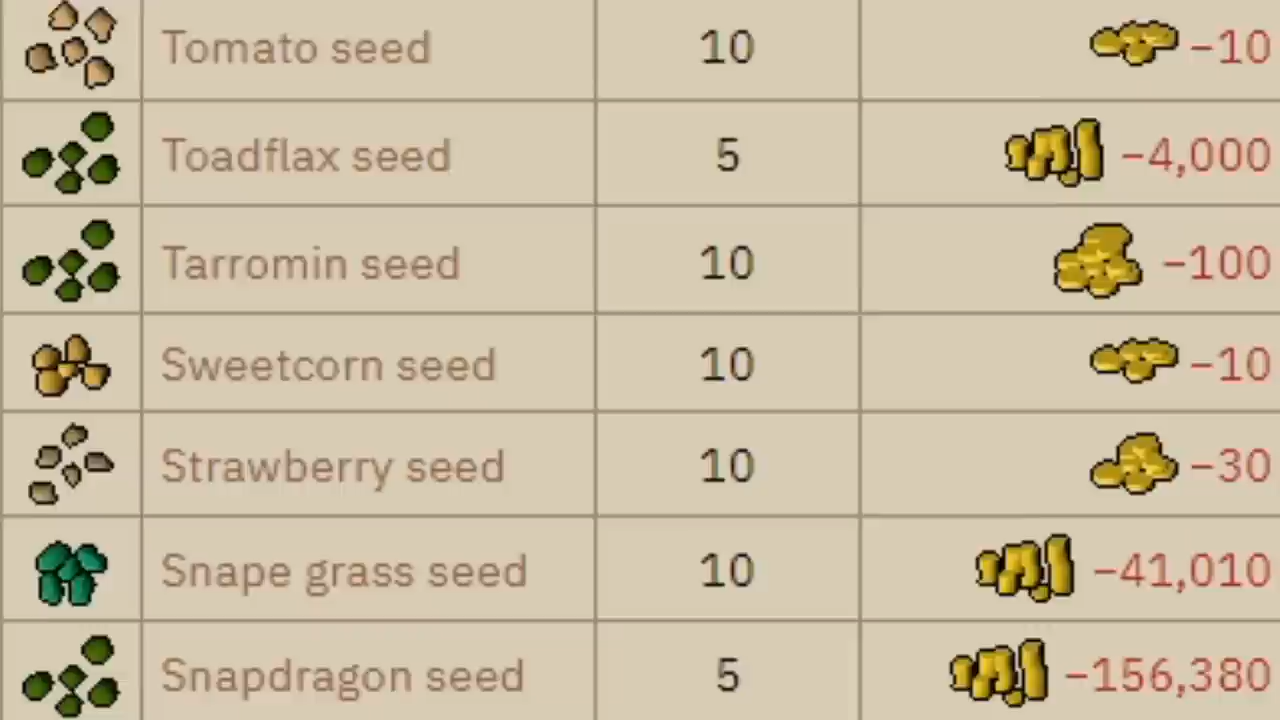 Tomato seed 10 −10
Toadflax seed 5 −4,000
Tarromin seed 10 −100
Sweetcorn seed 10 −10
Strawberry seed 10 −30
Snape grass seed 10 −41,010
Snapdragon seed 5 −156,380